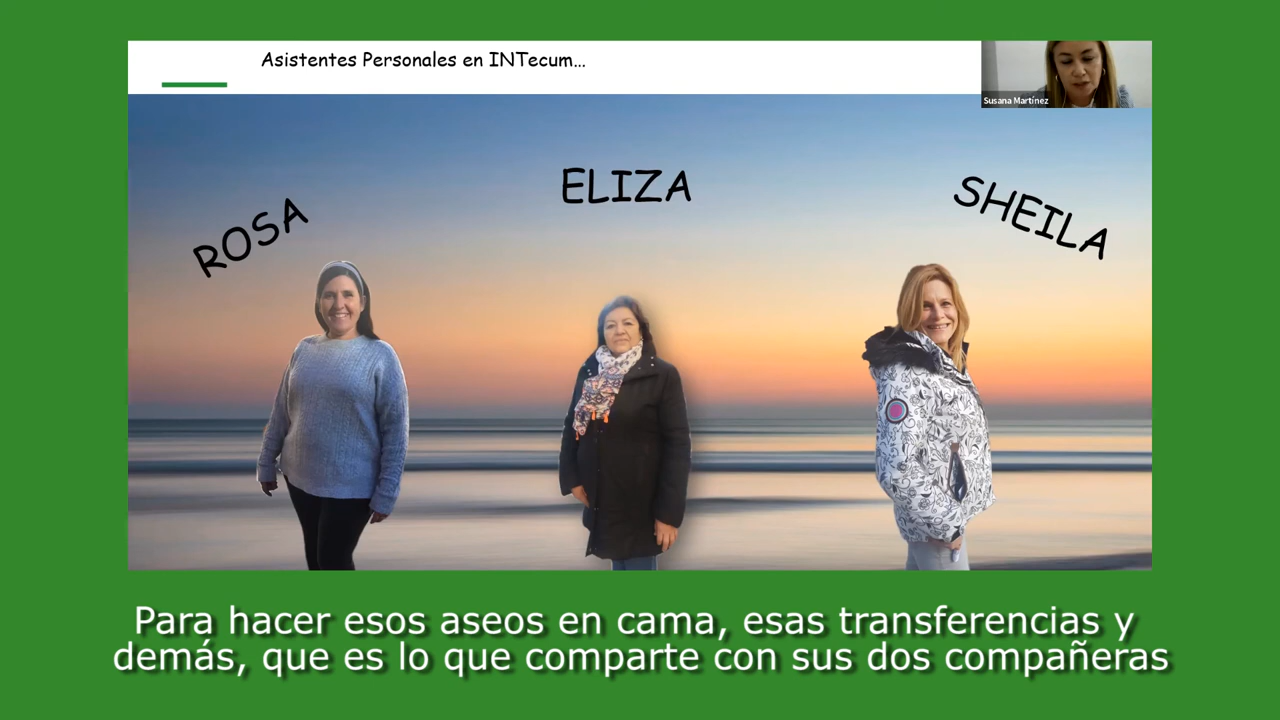 Asistentes Personales en INTecum...
Susana Martínez
ROSA
ELIZA
SHEILA
Para hacer esos aseos en cama, esas transferencias y
demás, que es lo que comparte con sus dos compañeras